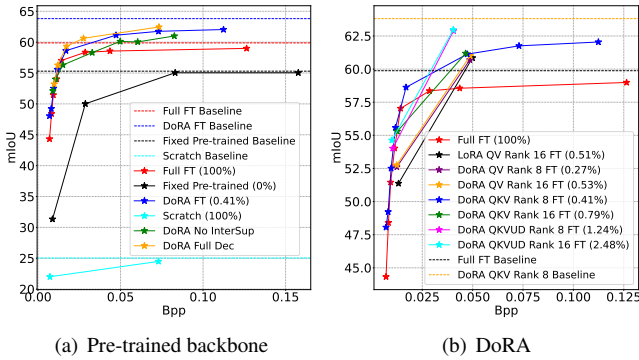 65
60
55
50
45
40
35
30
25
20
mIoU
0.00
0.05
0.10
0.15
Bpp
Full FT Baseline
DoRA FT Baseline
Fixed Pre-trained Baseline
Scratch Baseline
Full FT (100%)
Fixed Pre-trained (0%)
DoRA FT (0.41%)
Scratch (100%)
DoRA No InterSup
DoRA Full Dec
(a) Pre-trained backbone
62.5
60.0
57.5
55.0
52.5
50.0
47.5
45.0
mIoU
0.025
0.050
0.075
0.100
0.125
Bpp
Full FT (100%)
LoRA QV Rank 16 FT (0.51%)
DoRA QV Rank 8 FT (0.27%)
DoRA QV Rank 16 FT (0.53%)
DoRA QKV Rank 8 FT (0.41%)
DoRA QKV Rank 16 FT (0.79%)
DoRA QKVUD Rank 8 FT (1.24%)
DoRA QKVUD Rank 16 FT (2.48%)
Full FT Baseline
DoRA QKV Rank 8 Baseline
(b) DoRA